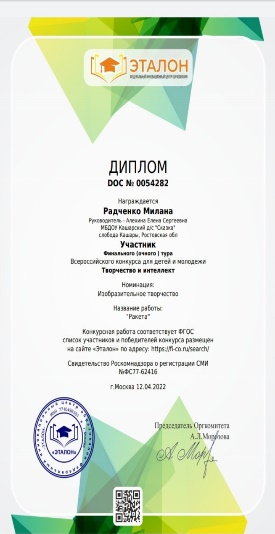 ЭТАЛОН
ДИПЛОМ
DOC № 0054282
Награждается
Радченко Милана
Руководитель - Аленина Елена Сергеевна
МБДОУ Кашарский д/с "Сказка"
слобода Кашары, Ростовская обл
Участник
Финального (очного) тура
Всероссийского конкурса для детей и молодежи
Творчество и интеллект
Номинация:
Изобразительное творчество
Название работы:
"Ракета"
Конкурсная работа соответствует ФГОС
список участников и победителей конкурса размещен
на сайте «Эталон» по адресу: https://fi-co.ru/search/
Свидетельство Роскомнадзора о регистрации СМИ
№ФС77-62416
г.Москва 12.04.2022
Председатель Оргкомитета
А.Л.Морозова
«ЭТАЛОН»